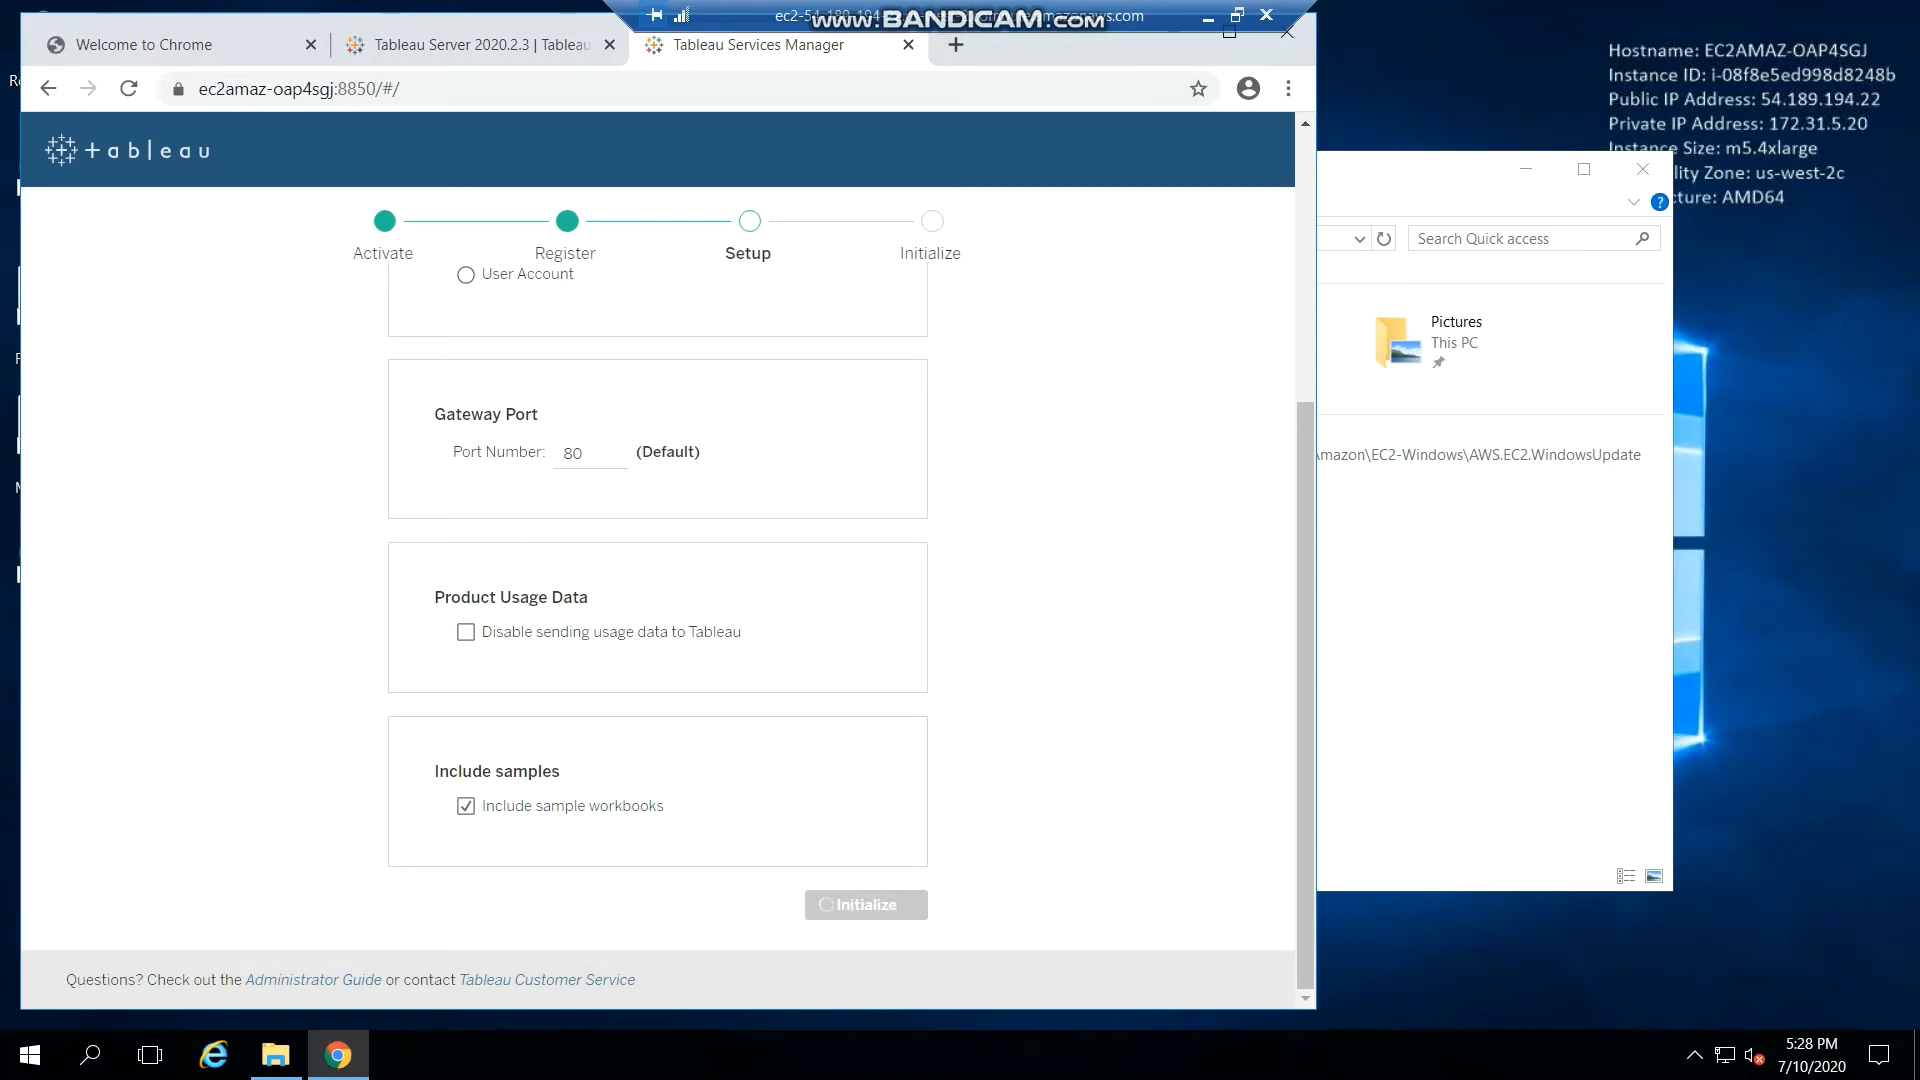 www.BANDICAM.com
Welcome to Chrome
Tableau Server 2020.2.3 | Tableau
Tableau Services Manager
ec2amaz-oap4sgj:8850/#/
+ a b | e a u
Activate
Register
Setup
Initialize
User Account
Gateway Port
Port Number: 80 (Default)
Product Usage Data
Disable sending usage data to Tableau
Include samples
Include sample workbooks
Initialize
Questions? Check out the Administrator Guide or contact Tableau Customer Service
Hostname: EC2AMAZ-OAP4SGJ
Instance ID: i-08f8e5ed998d8248b
Public IP Address: 54.189.194.22
Private IP Address: 172.31.5.20
Instance Size: m5.4xlarge
lity Zone: us-west-2c
cture: AMD64
Search Quick access
Pictures
This PC
mazon\EC2-Windows\AWS.EC2.WindowsUpdate
5:28 PM
7/10/2020